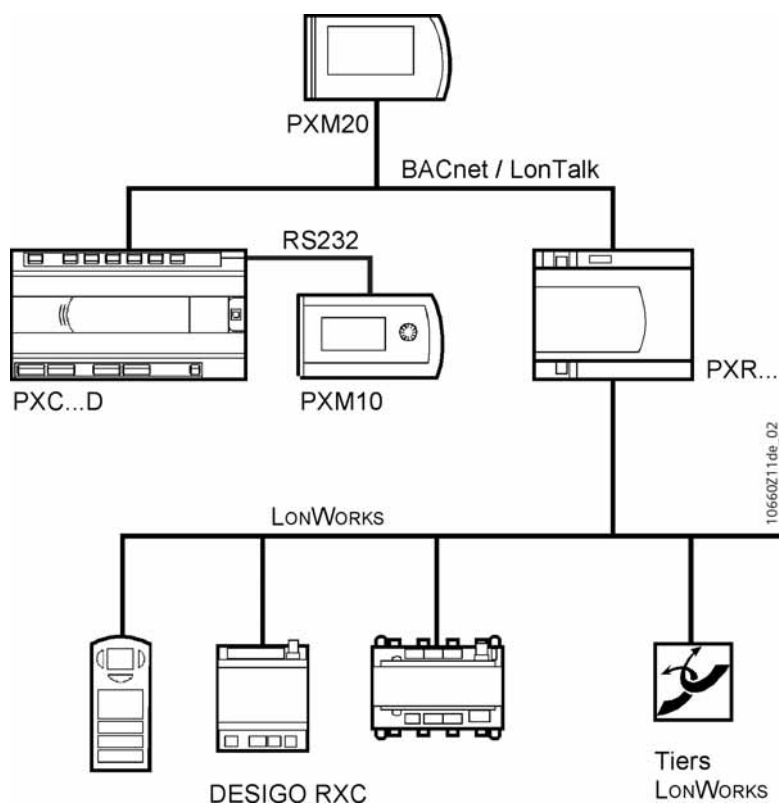 PXM20
BACnet / LonTalk
RS232
PXC...D
PXM10
PXR...
10660Z11de_02
LONWORKS
DESIGO RXC
Tiers
LONWORKS